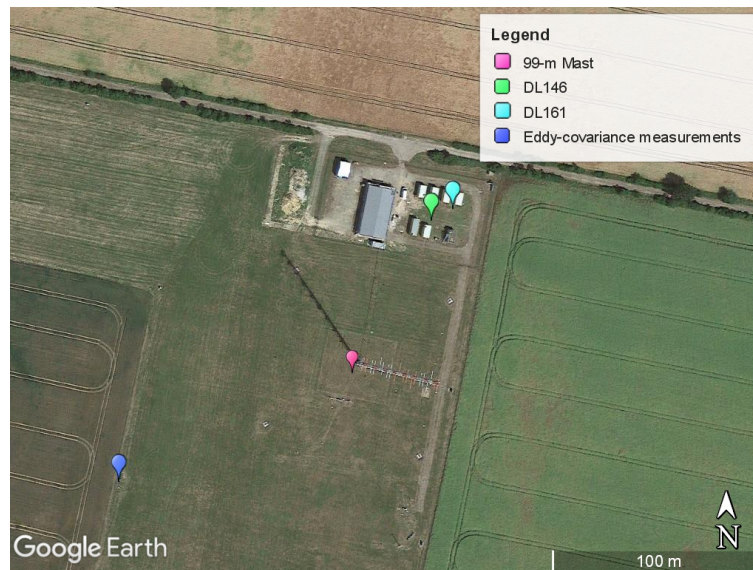 Legend
99-m Mast
DL146
DL161
Eddy-covariance measurements
Google Earth
N
100 m